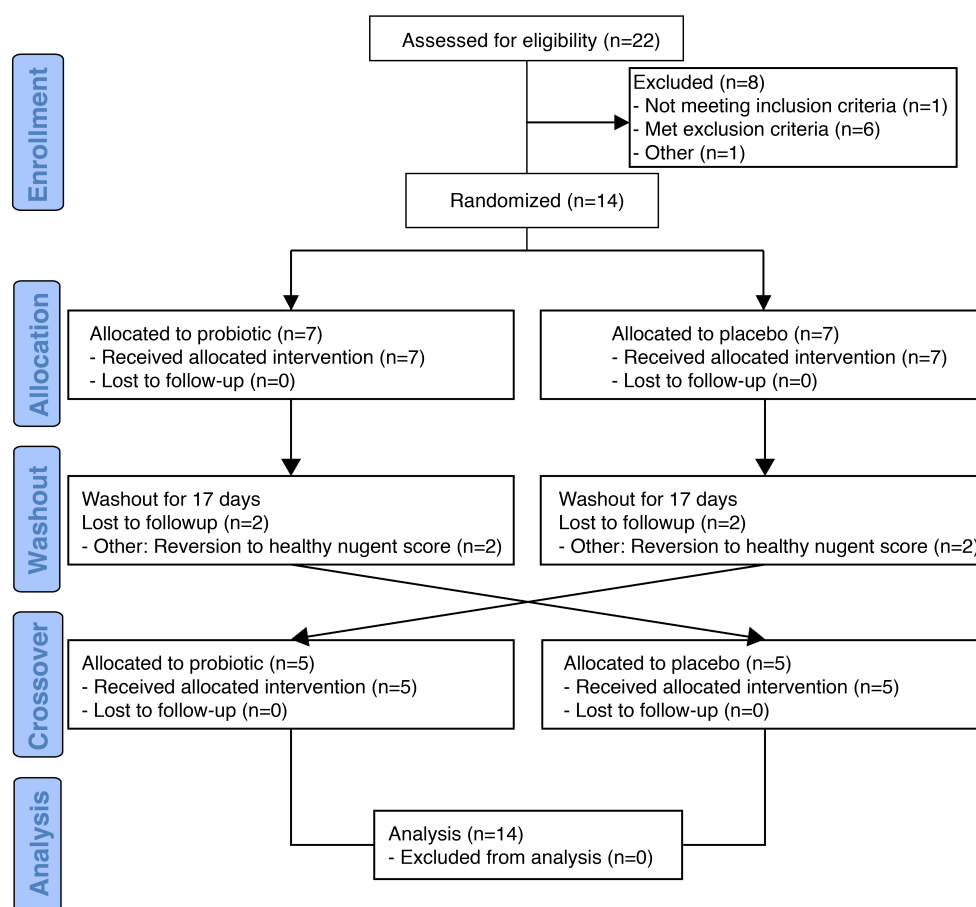 Assessed for eligibility (n=22)
Enrollment
Excluded (n=8)
- Not meeting inclusion criteria (n=1)
- Met exclusion criteria (n=6)
- Other (n=1)
Randomized (n=14)
Allocation
Allocated to probiotic (n=7)
- Received allocated intervention (n=7)
- Lost to follow-up (n=0)
Allocated to placebo (n=7)
- Received allocated intervention (n=7)
- Lost to follow-up (n=0)
Washout
Washout for 17 days
Lost to followup (n=2)
- Other: Reversion to healthy nugent score (n=2)
Washout for 17 days
Lost to followup (n=2)
- Other: Reversion to healthy nugent score (n=2)
Crossover
Allocated to probiotic (n=5)
- Received allocated intervention (n=5)
- Lost to follow-up (n=0)
Allocated to placebo (n=5)
- Received allocated intervention (n=5)
- Lost to follow-up (n=0)
Analysis
Analysis (n=14)
- Excluded from analysis (n=0)